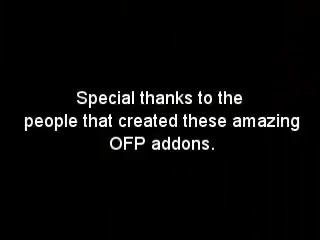 Special thanks to the
people that created these amazing
OFP addons.